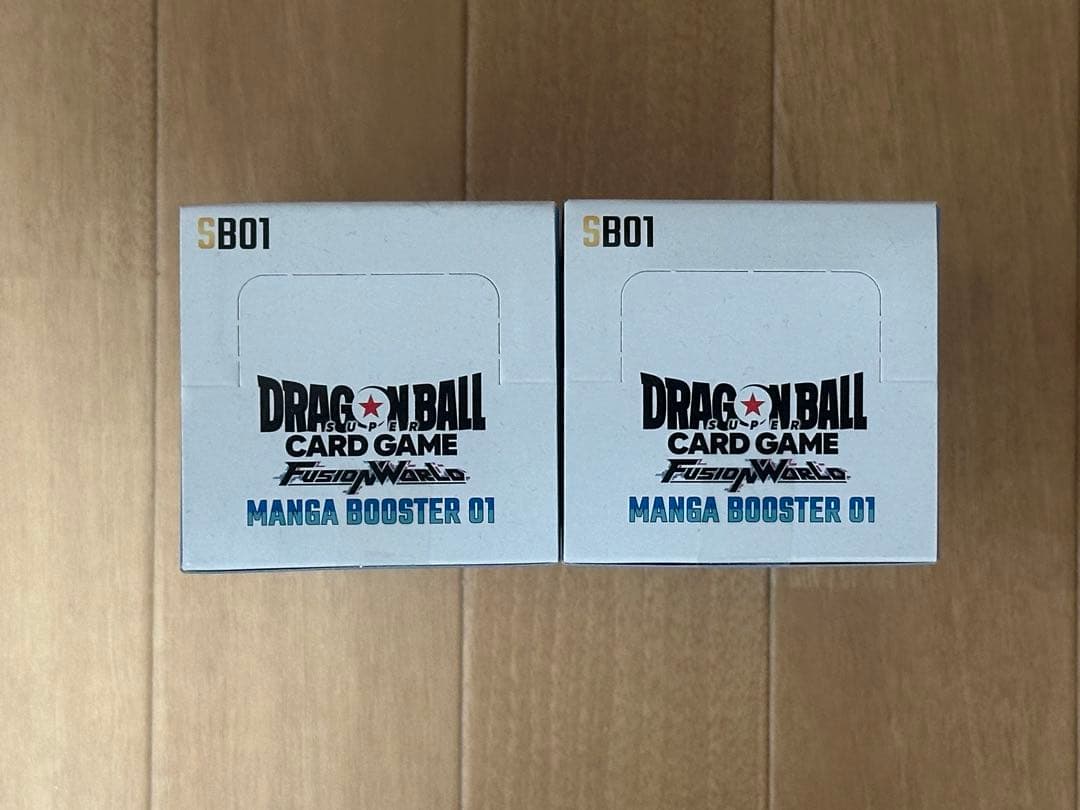 SB01
DRAGON BALL
SUPER
CARD GAME
FUSION WORLD
MANGA BOOSTER 01
SB01
DRAGON BALL
SUPER
CARD GAME
FUSION WORLD
MANGA BOOSTER 01